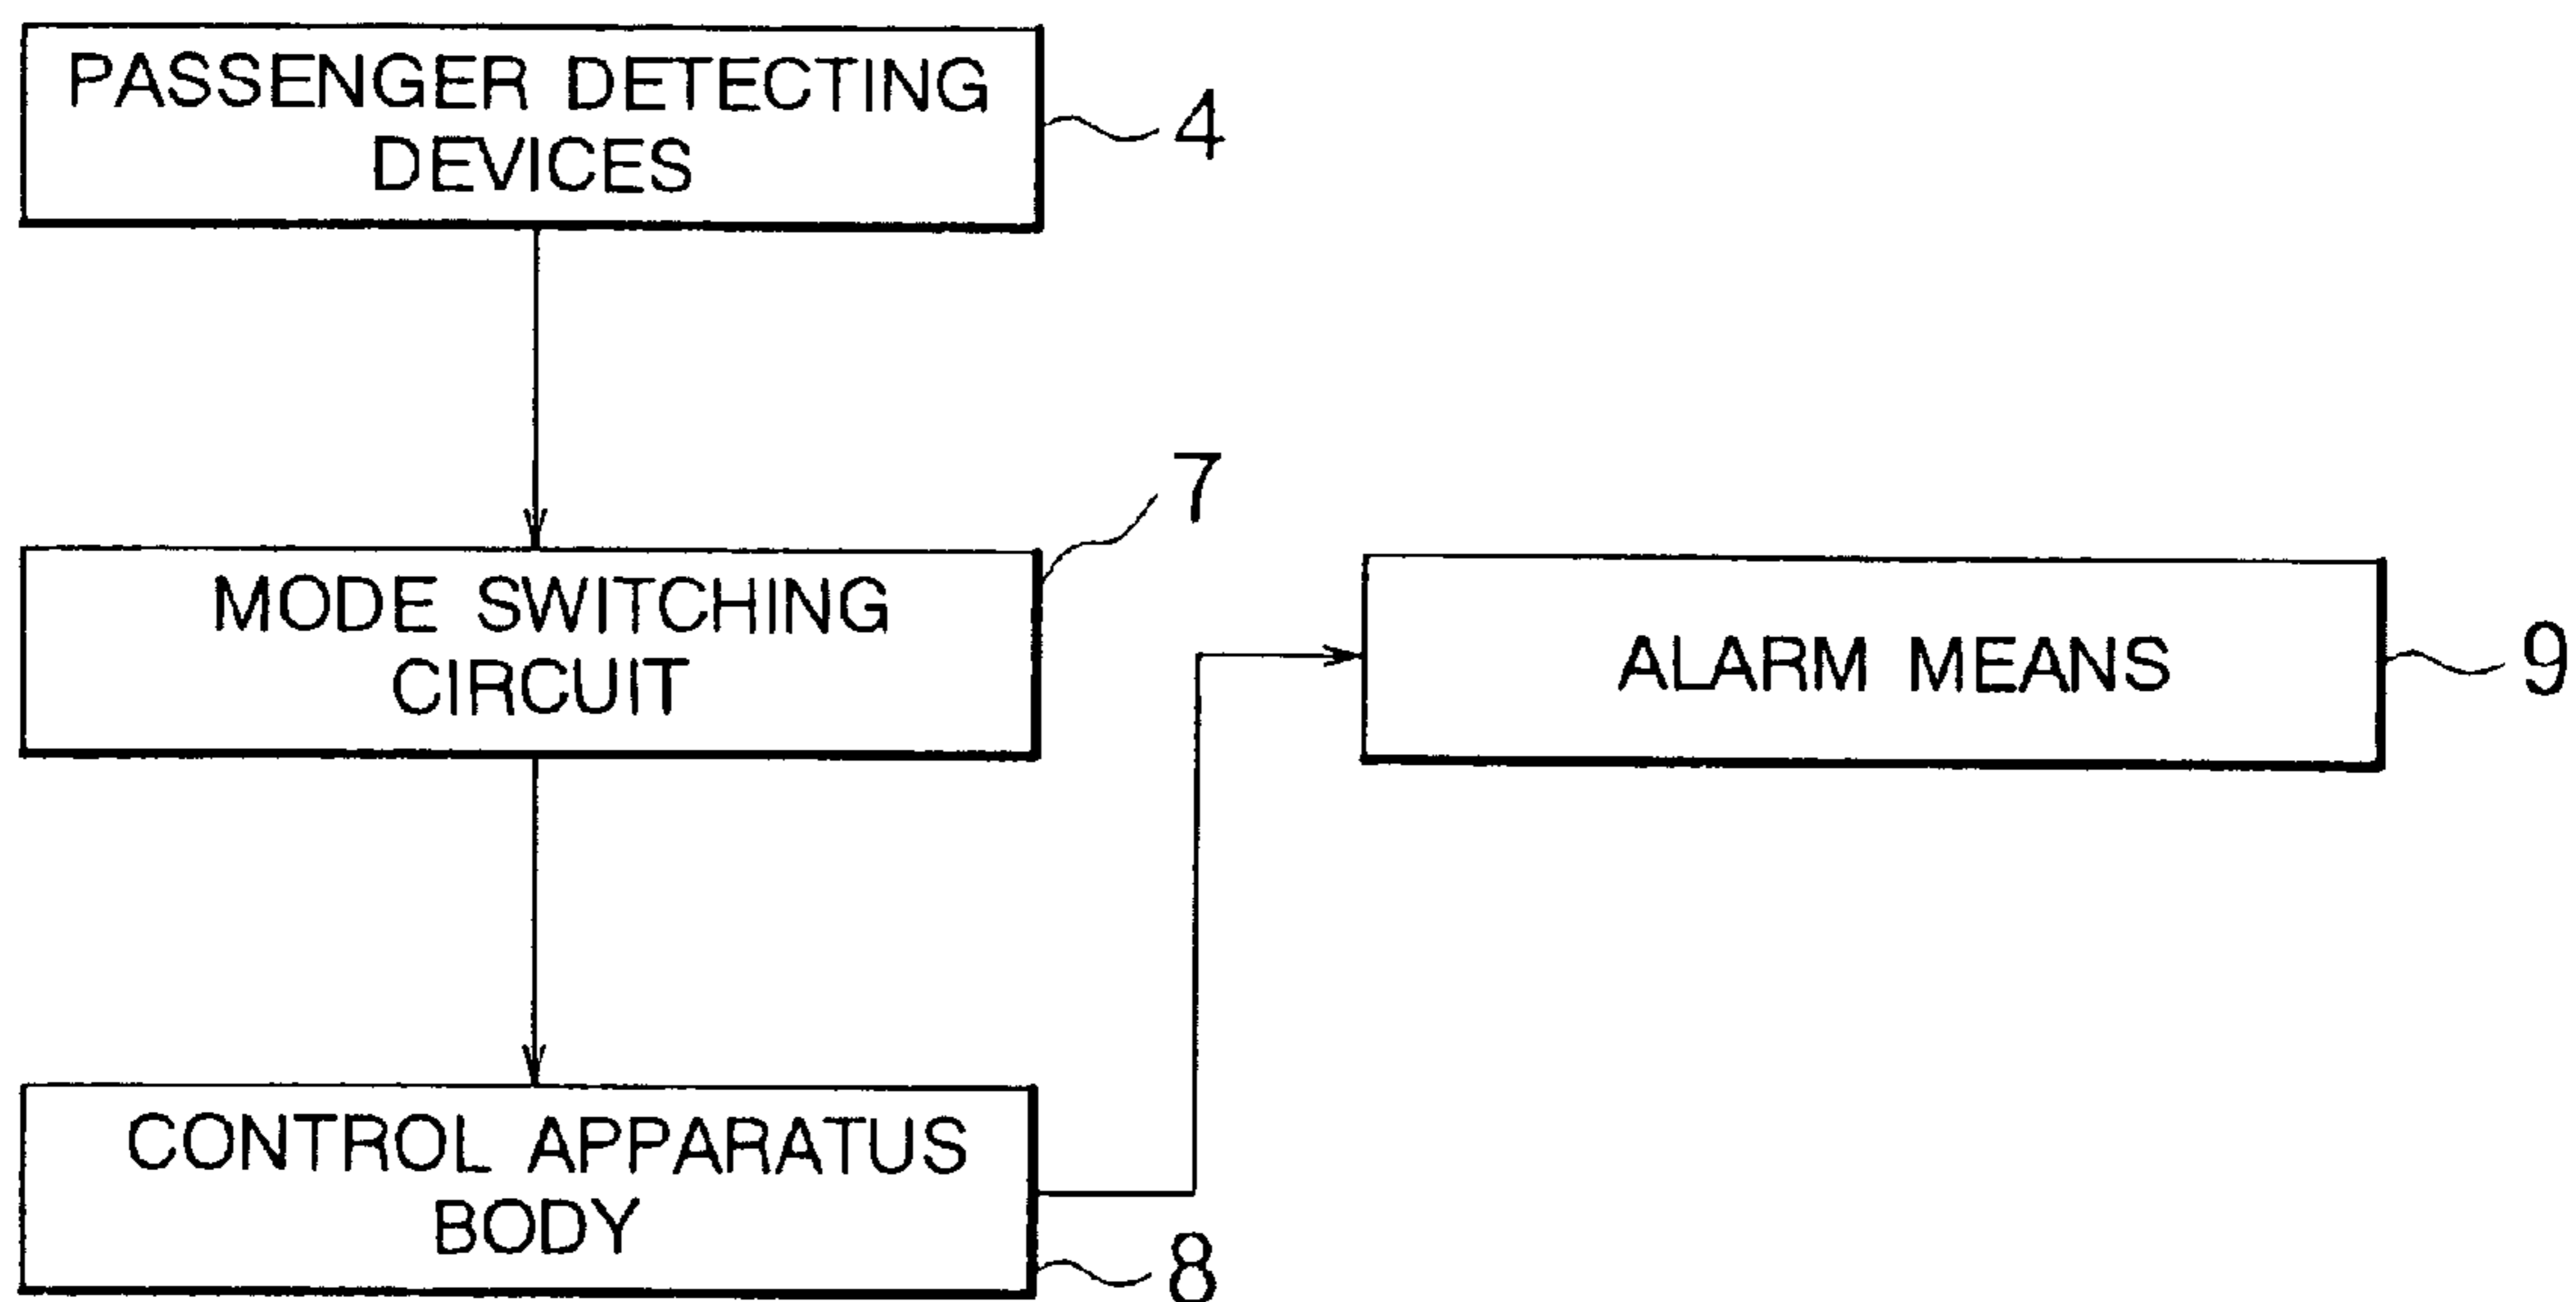 PASSENGER DETECTING
DEVICES
4
7
MODE SWITCHING
CIRCUIT
ALARM MEANS
9
CONTROL APPARATUS
BODY
8